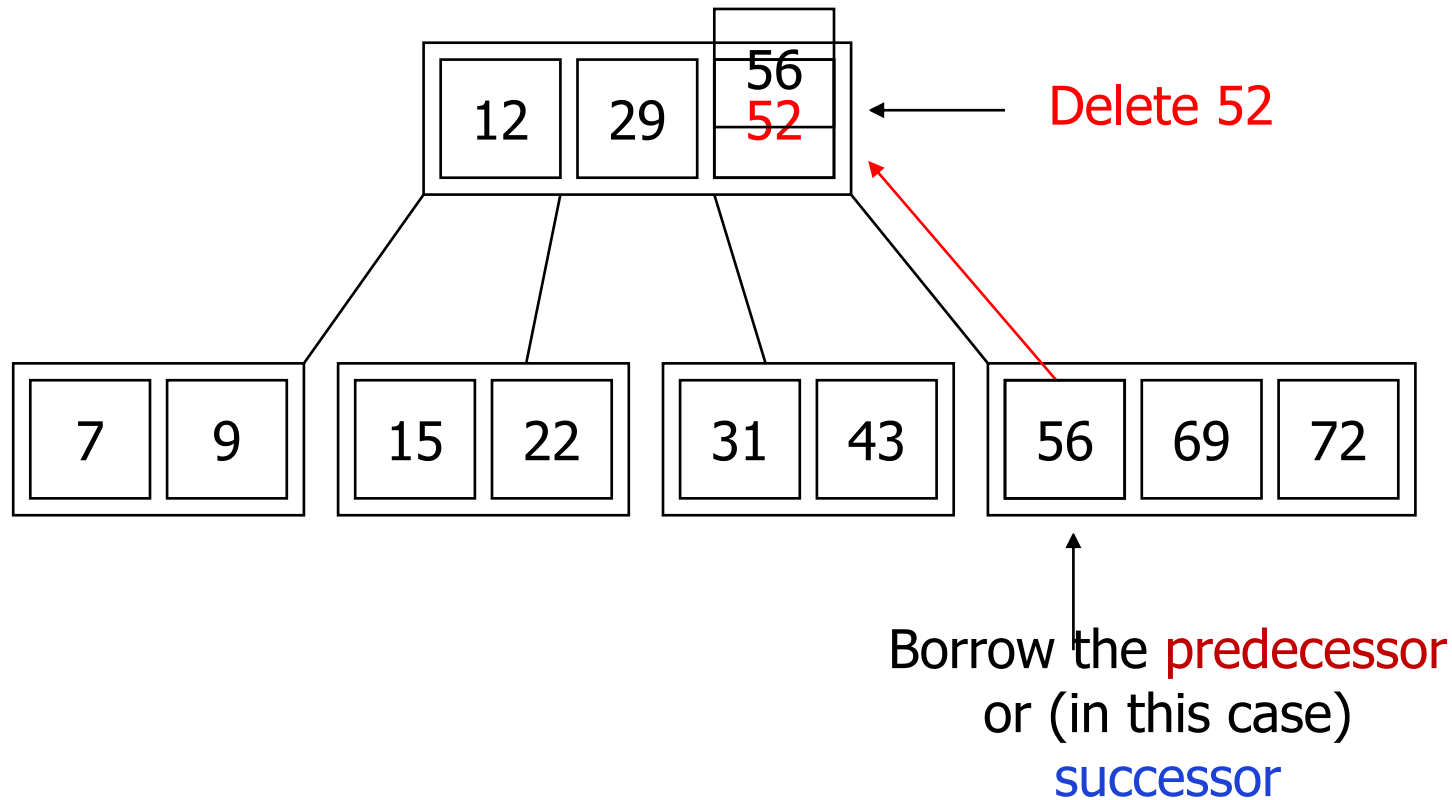 56
12 29 52
Delete 52
7 9 15 22 31 43 56 69 72
Borrow the predecessor
or (in this case)
successor